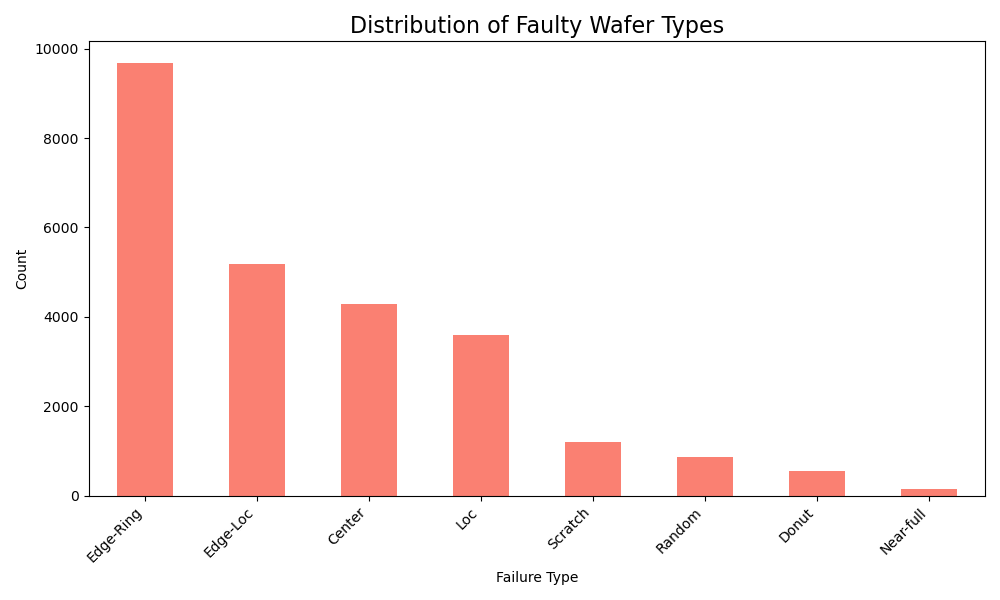 Distribution of Faulty Wafer Types
10000
8000
6000
4000
2000
0
Count
Edge-Ring
Edge-Loc
Center
Loc
Scratch
Random
Donut
Near-full
Failure Type